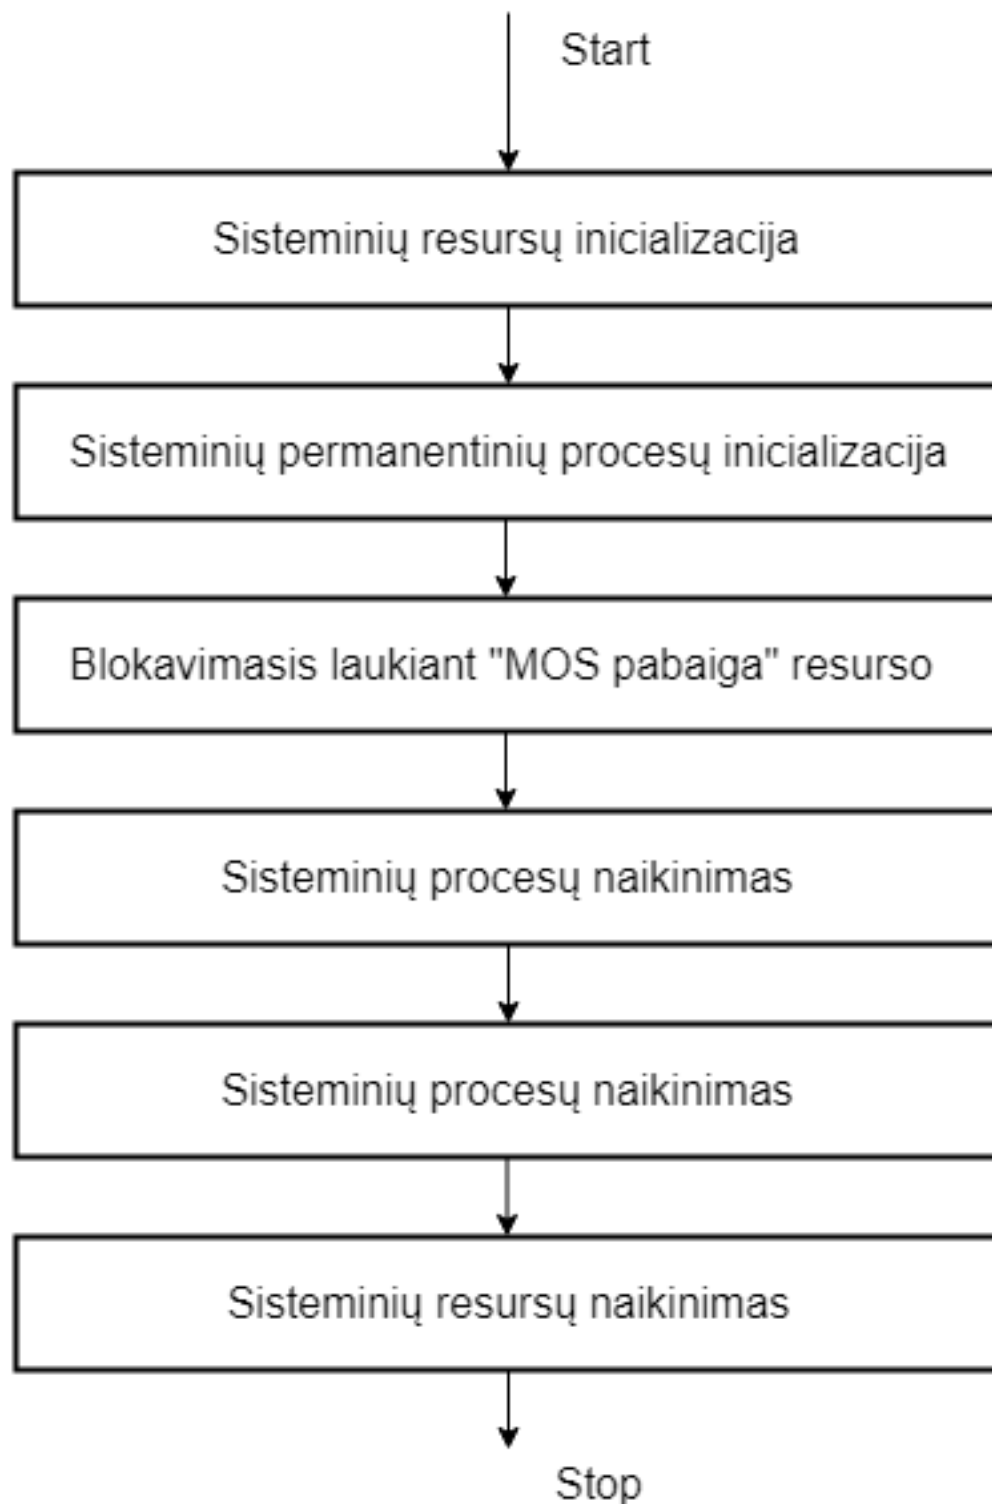 Start
Sisteminių resursų inicializacija
Sisteminių permanentinių procesų inicializacija
Blokavimasis laukiant "MOS pabaiga" resurso
Sisteminių procesų naikinimas
Sisteminių procesų naikinimas
Sisteminių resursų naikinimas
Stop